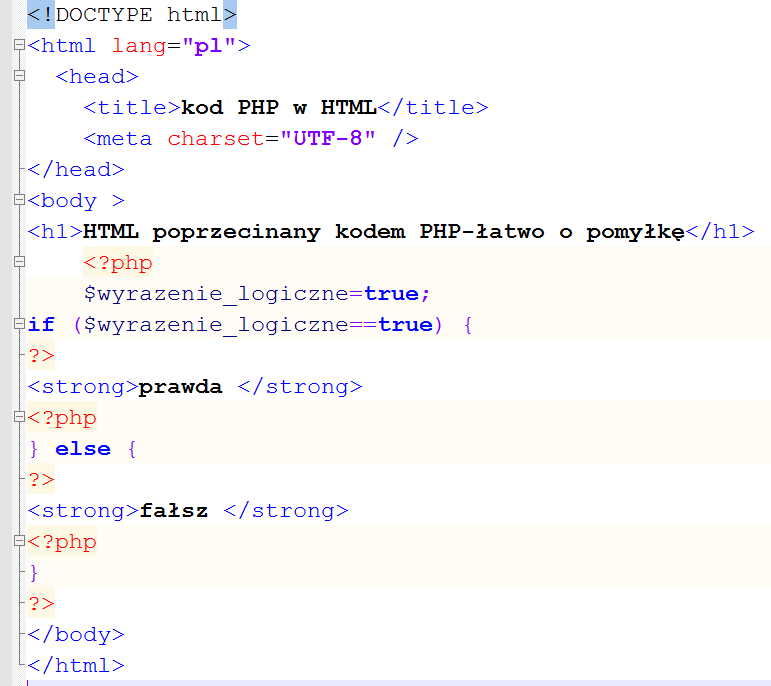 <!DOCTYPE html>
<html lang="pl">
<head>
<title>kod PHP w HTML</title>
<meta charset="UTF-8" />
</head>
<body >
<h1>HTML poprzecinany kodem PHP-łatwo o pomyłkę</h1>
<?php
$wyrazenie_logiczne=true;
if ($wyrazenie_logiczne==true) {
?>
<strong>prawda </strong>
<?php
} else {
?>
<strong>fałsz </strong>
<?php
}
?>
</body>
</html>